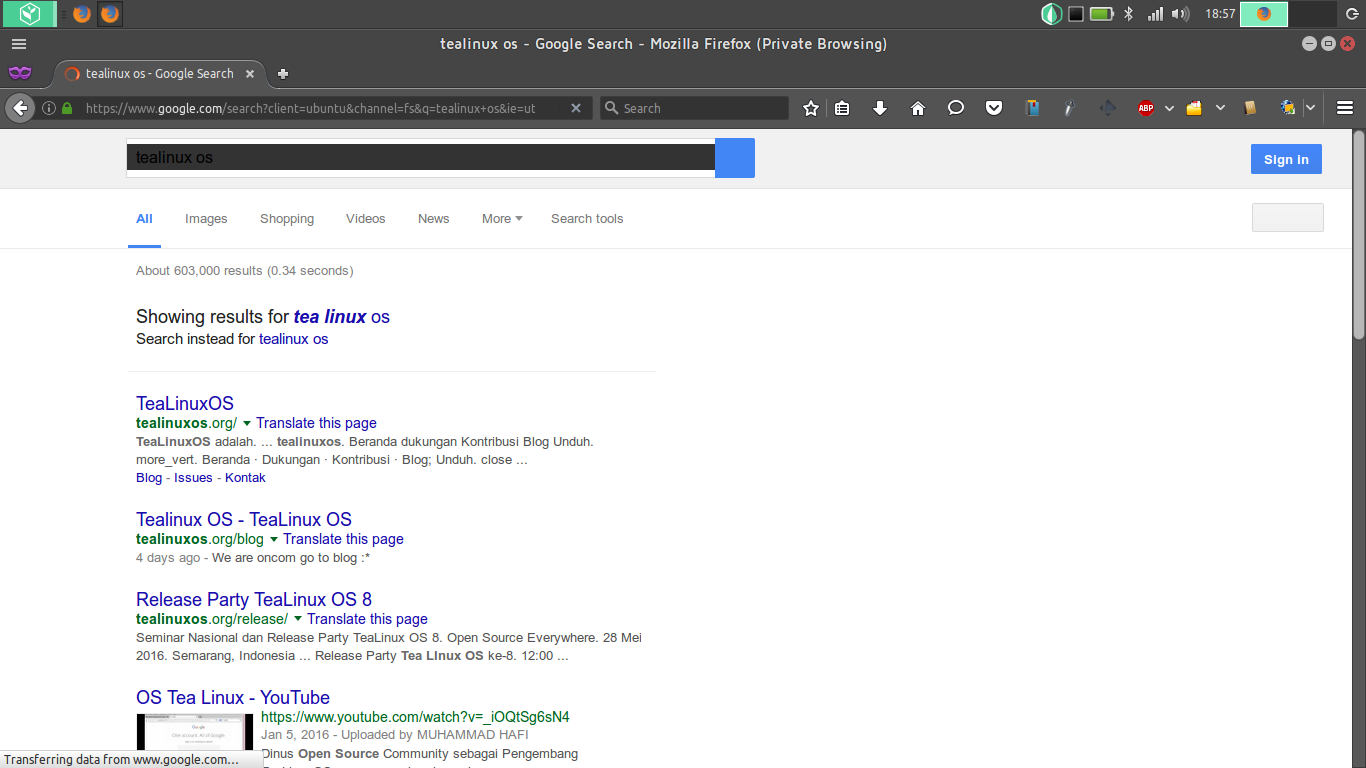 18:57
tealinux os - Google Search - Mozilla Firefox (Private Browsing)
tealinux os - Google Search
https://www.google.com/search?client=ubuntu&channel=fs&q=tealinux+os&ie=ut
Search
ABP
tealinux os
Sign in
All Images Shopping Videos News More Search tools
About 603,000 results (0.34 seconds)
Showing results for tea linux os
Search instead for tealinux os
TeaLinuxOS
tealinuxos.org/ Translate this page
TeaLinuxOS adalah. ... tealinuxos. Beranda dukungan Kontribusi Blog Unduh.
more_vert. Beranda · Dukungan · Kontribusi · Blog; Unduh. close ...
Blog - Issues - Kontak
Tealinux OS - TeaLinux OS
tealinuxos.org/blog Translate this page
4 days ago - We are oncom go to blog :*
Release Party TeaLinux OS 8
tealinuxos.org/release/ Translate this page
Seminar Nasional dan Release Party TeaLinux OS 8. Open Source Everywhere. 28 Mei
2016. Semarang, Indonesia ... Release Party Tea LInux OS ke-8. 12:00 ...
OS Tea Linux - YouTube
https://www.youtube.com/watch?v=_iOQtSg6sN4
Jan 5, 2016 - Uploaded by MUHAMMAD HAFI
Dinus Open Source Community sebagai Pengembang
Transferring data from www.google.com...